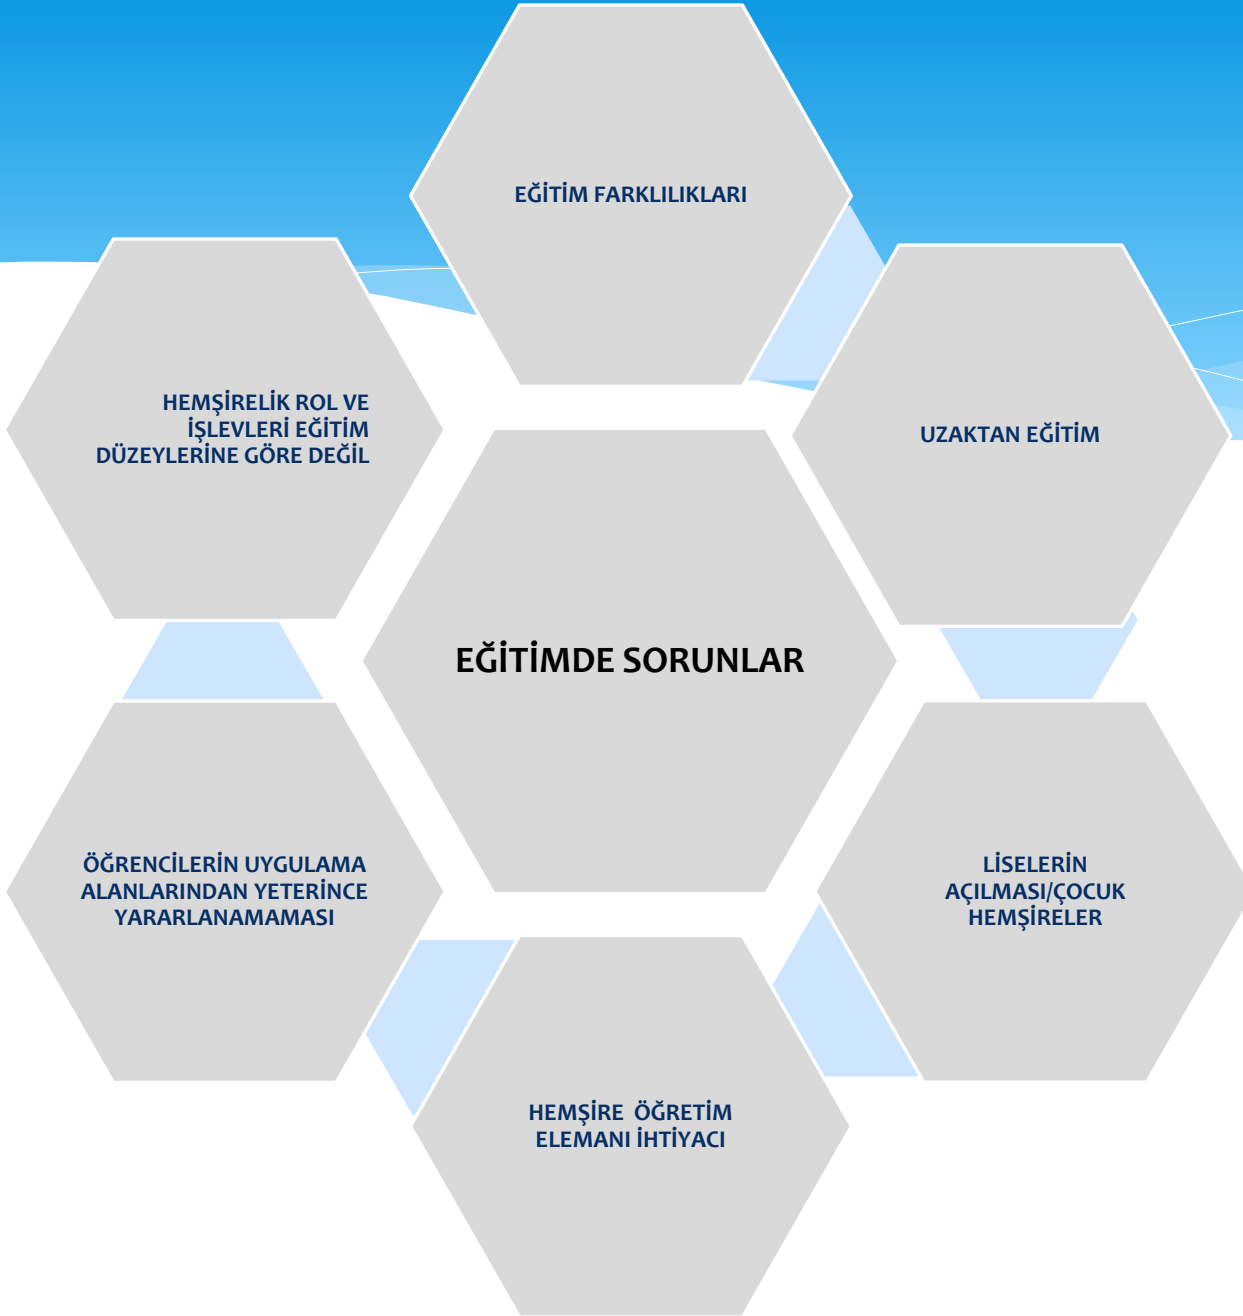 EĞİTİM FARKLILIKLARI
UZAKTAN EĞİTİM
HEMŞİRELİK ROL VE
İŞLEVLERİ EĞİTİM
DÜZEYLERİNE GÖRE DEĞİL
EĞİTİMDE SORUNLAR
LİSELERİN
AÇILMASI/ÇOCUK
HEMŞİRELER
ÖĞRENCİLERİN UYGULAMA
ALANLARINDAN YETERİNCE
YARARLANAMAMASI
HEMŞİRE  ÖĞRETİM
ELEMANI İHTİYACI